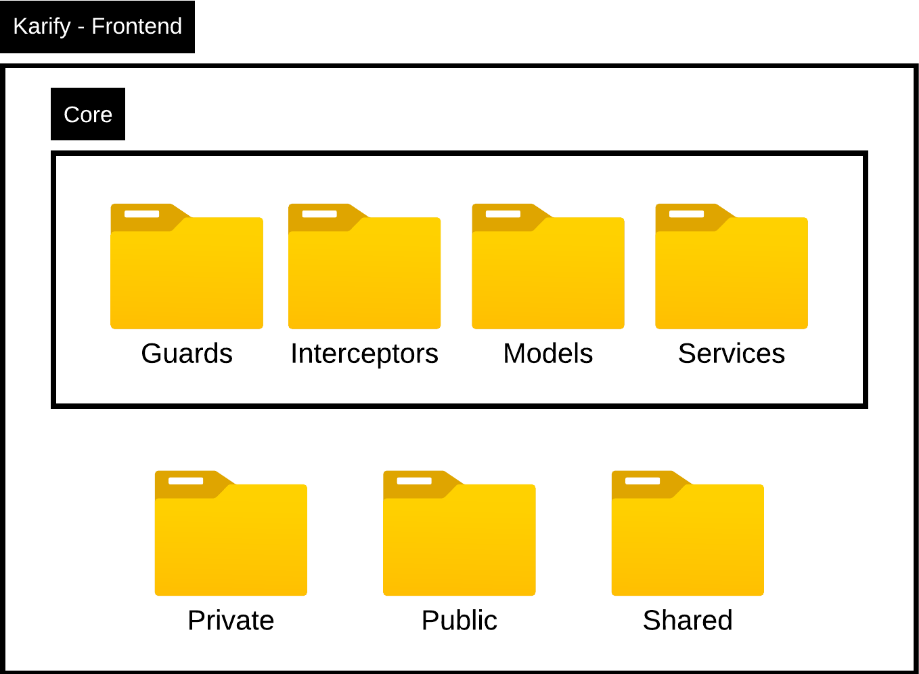 Karify - Frontend
Core
Guards
Interceptors
Models
Services
Private
Public
Shared